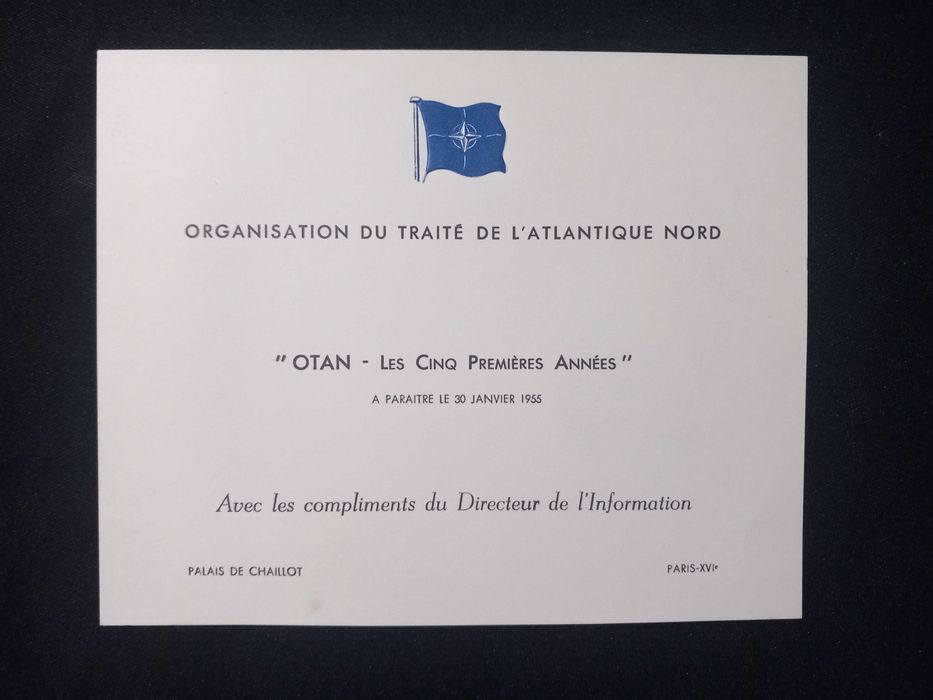 ORGANISATION DU TRAITÉ DE L'ATLANTIQUE NORD
" OTAN - LES CINQ PREMIÈRES ANNÉES "
A PARAITRE LE 30 JANVIER 1955
Avec les compliments du Directeur de l'Information
PALAIS DE CHAILLOT
PARIS-XVIe